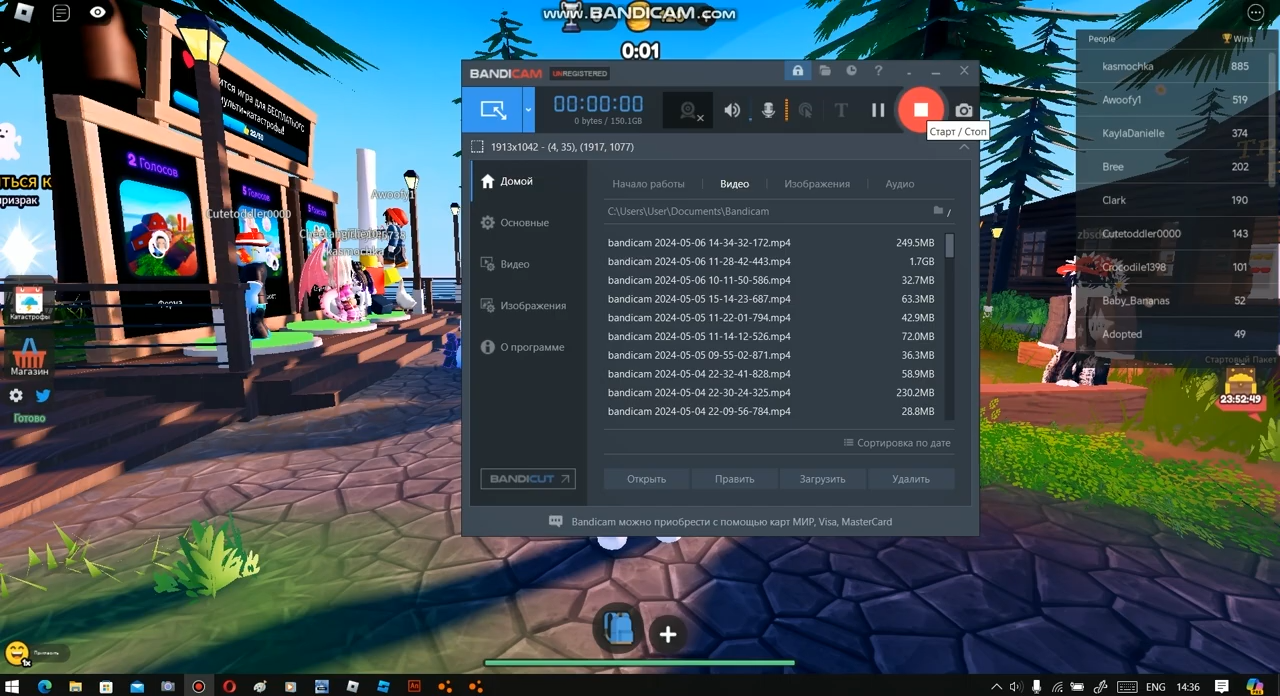 www.BANDICAM.com
0:01
People Wins
kasmochka 885
Awoofy1 519
KaylaDanielle 374
Bree 202
Clark 190
Cutetoddler0000 143
Crocodile1398 101
Baby_Bananas 52
Adopted 49
Стартовый Пакет
23:52:49
BANDICAM UNREGISTERED
00:00:00
0 bytes / 150.1GB
Старт / Стоп
1913x1042 - (4, 35), (1917, 1077)
Домой
Основные
Видео
Изображения
О программе
BANDICUT
Начало работы Видео Изображения Аудио
C:\Users\User\Documents\Bandicam
bandicam 2024-05-06 14-34-32-172.mp4 249.5MB
bandicam 2024-05-06 11-28-42-443.mp4 1.7GB
bandicam 2024-05-06 10-11-50-586.mp4 32.7MB
bandicam 2024-05-05 15-14-23-687.mp4 63.3MB
bandicam 2024-05-05 11-22-01-794.mp4 42.9MB
bandicam 2024-05-05 11-14-12-526.mp4 72.0MB
bandicam 2024-05-05 09-55-02-871.mp4 36.3MB
bandicam 2024-05-04 22-32-41-828.mp4 58.9MB
bandicam 2024-05-04 22-30-24-325.mp4 230.2MB
bandicam 2024-05-04 22-09-56-784.mp4 28.8MB
Сортировка по дате
Открыть Править Загрузить Удалить
Bandicam можно приобрести с помощью карт МИР, Visa, MasterCard
игра для БЕСПЛАТНОГО
мульти-катастрофы!
2 Голосов
5 Голосов
Ферма
Awoofy1
Cutetoddler0000
kasmochka
Катастрофы
Магазин
Готово
1x
ENG 14:36